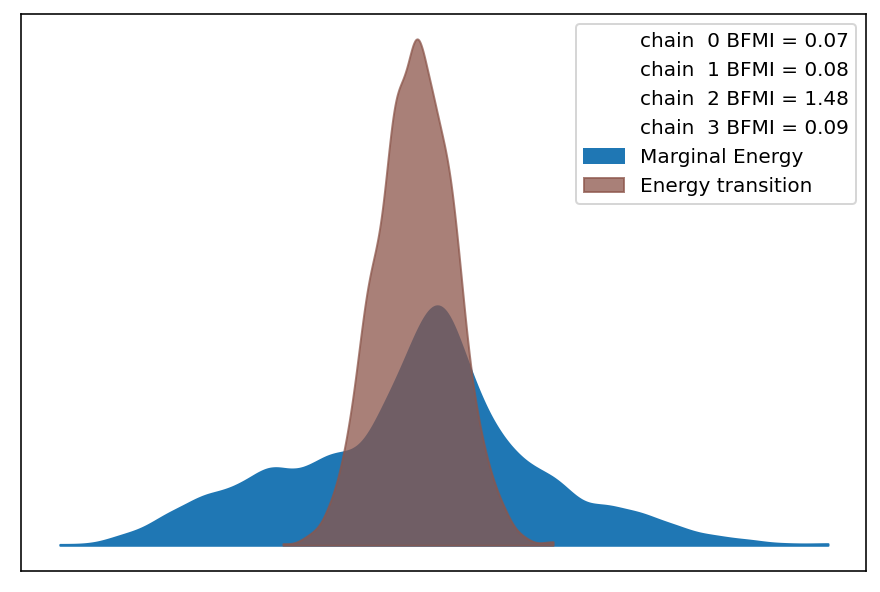 chain  0 BFMI = 0.07
chain  1 BFMI = 0.08
chain  2 BFMI = 1.48
chain  3 BFMI = 0.09
Marginal Energy
Energy transition